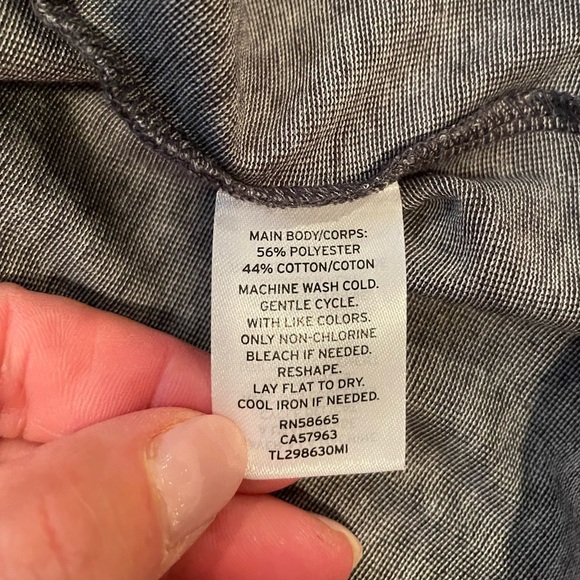 MAIN BODY/CORPS:
56% POLYESTER
44% COTTON/COTON
MACHINE WASH COLD.
GENTLE CYCLE.
WITH LIKE COLORS.
ONLY NON-CHLORINE
BLEACH IF NEEDED.
RESHAPE.
LAY FLAT TO DRY.
COOL IRON IF NEEDED.
RN58665
CA57963
TL298630MI